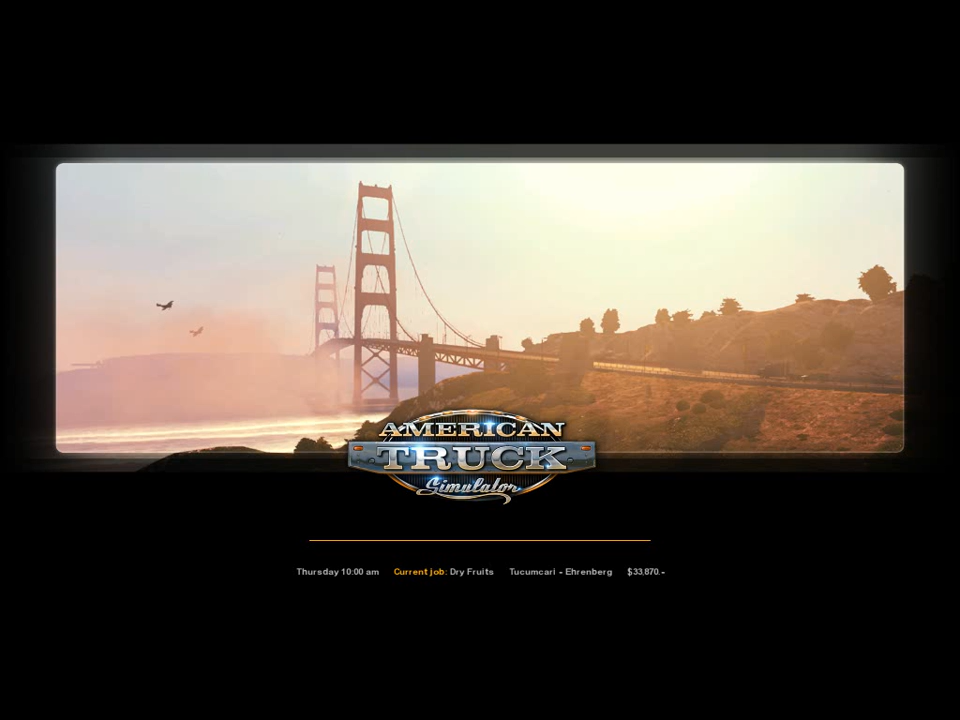 AMERICAN
TRUCK
Simulator
Thursday 10:00 am Current job: Dry Fruits Tucumcari - Ehrenberg $33,870.-